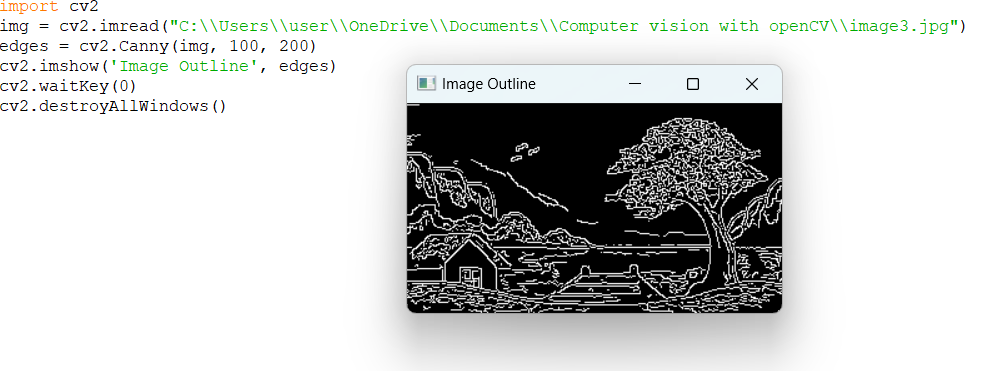 import cv2
img = cv2.imread("C:\\Users\\user\\OneDrive\\Documents\\Computer vision with openCV\\image3.jpg")
edges = cv2.Canny(img, 100, 200)
cv2.imshow('Image Outline', edges)
cv2.waitKey(0)
cv2.destroyAllWindows()
Image Outline